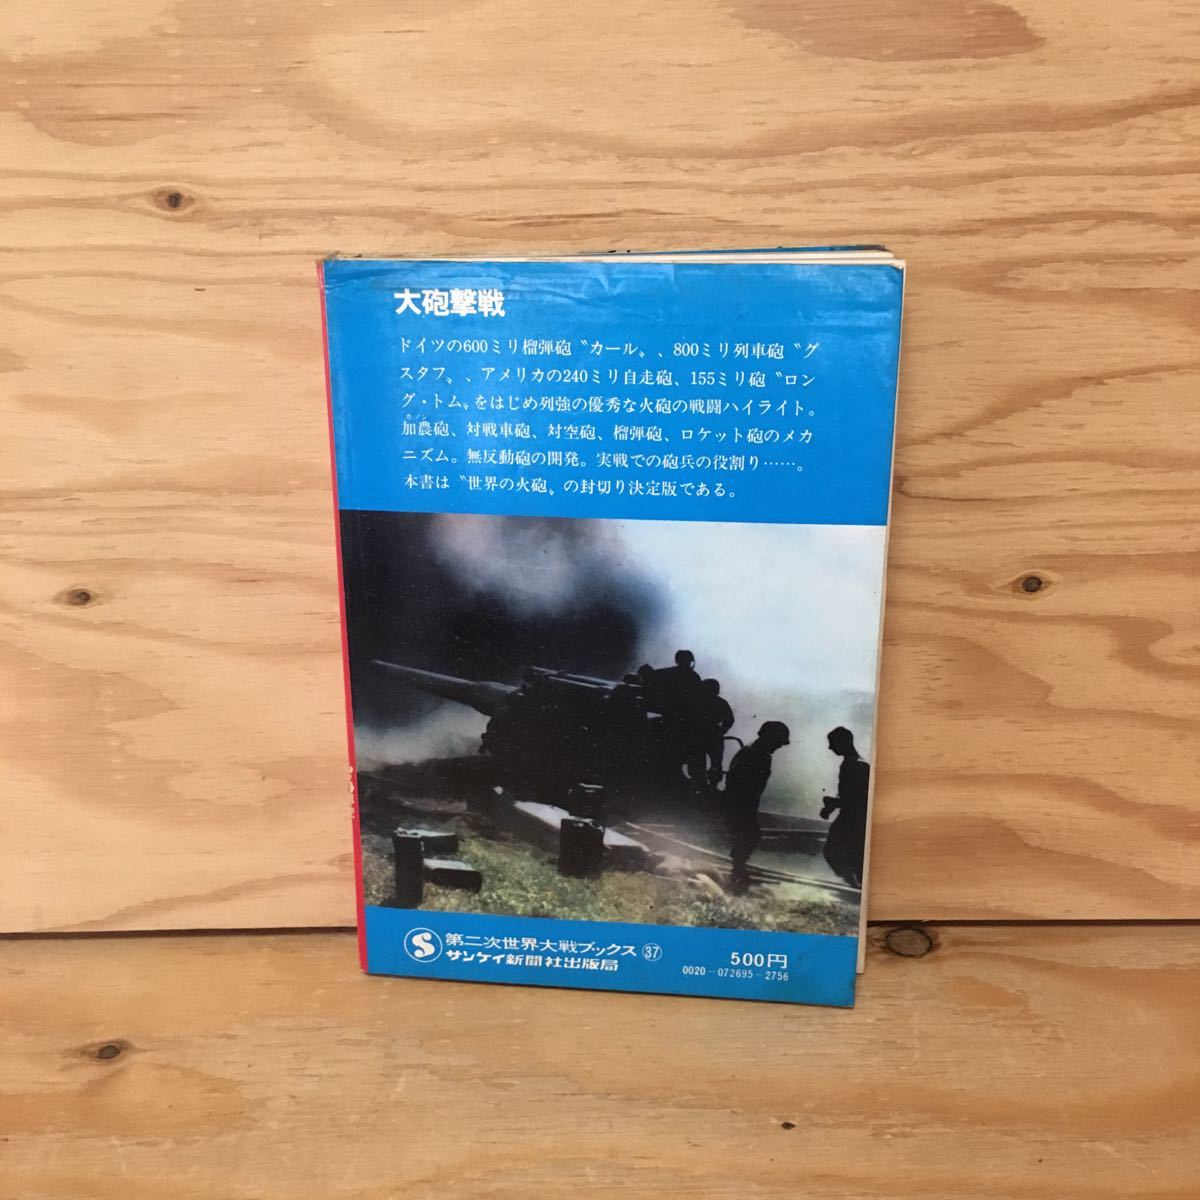 大砲撃戦
ドイツの600ミリ榴弾砲〝カール〟、800ミリ列車砲〝グ
スタフ〟、アメリカの240ミリ自走砲、155ミリ砲〝ロン
グ・トム〟をはじめ列強の優秀な火砲の戦闘ハイライト。
カノン
加農砲、対戦車砲、対空砲、榴弾砲、ロケット砲のメカ
ニズム。無反動砲の開発。実戦での砲兵の役割り……。
本書は〝世界の火砲〟の封切り決定版である。
S 第二次世界大戦ブックス㊲
サンケイ新聞社出版局
500円
0020-072695-2756